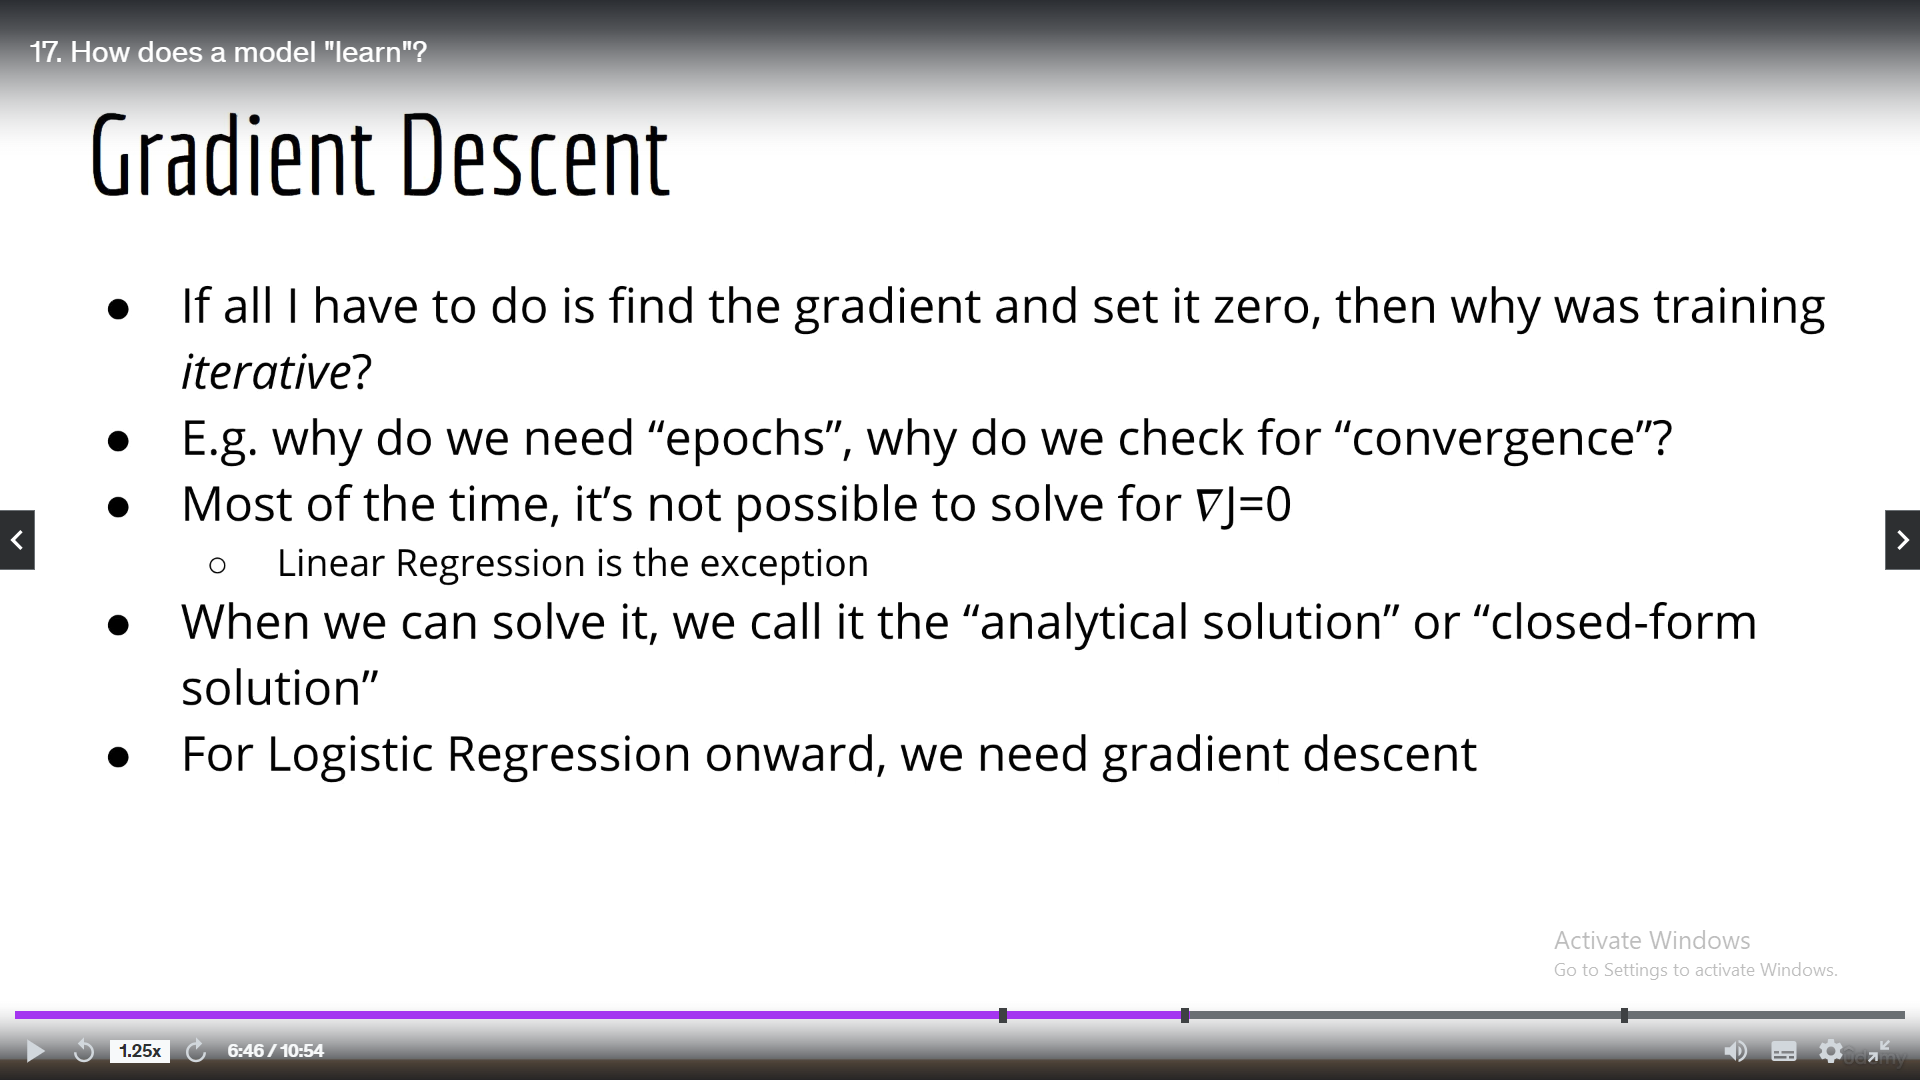 17. How does a model "learn"?
Gradient Descent
● If all I have to do is find the gradient and set it zero, then why was training
iterative?
● E.g. why do we need “epochs”, why do we check for “convergence”?
● Most of the time, it’s not possible to solve for ∇J=0
○ Linear Regression is the exception
● When we can solve it, we call it the “analytical solution” or “closed-form
solution”
● For Logistic Regression onward, we need gradient descent
Activate Windows
Go to Settings to activate Windows.
1.25x
6:46 / 10:54